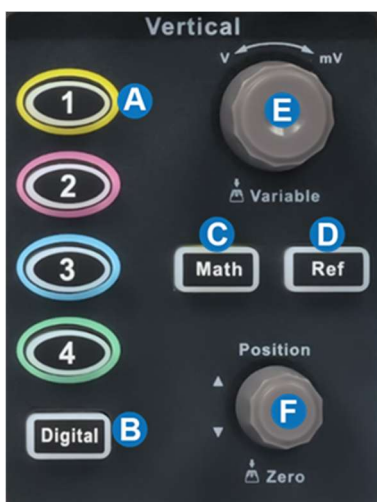 Vertical
V mV
1 A
E
2
Variable
C D
3 Math Ref
4 Position
F
Digital B
Zero